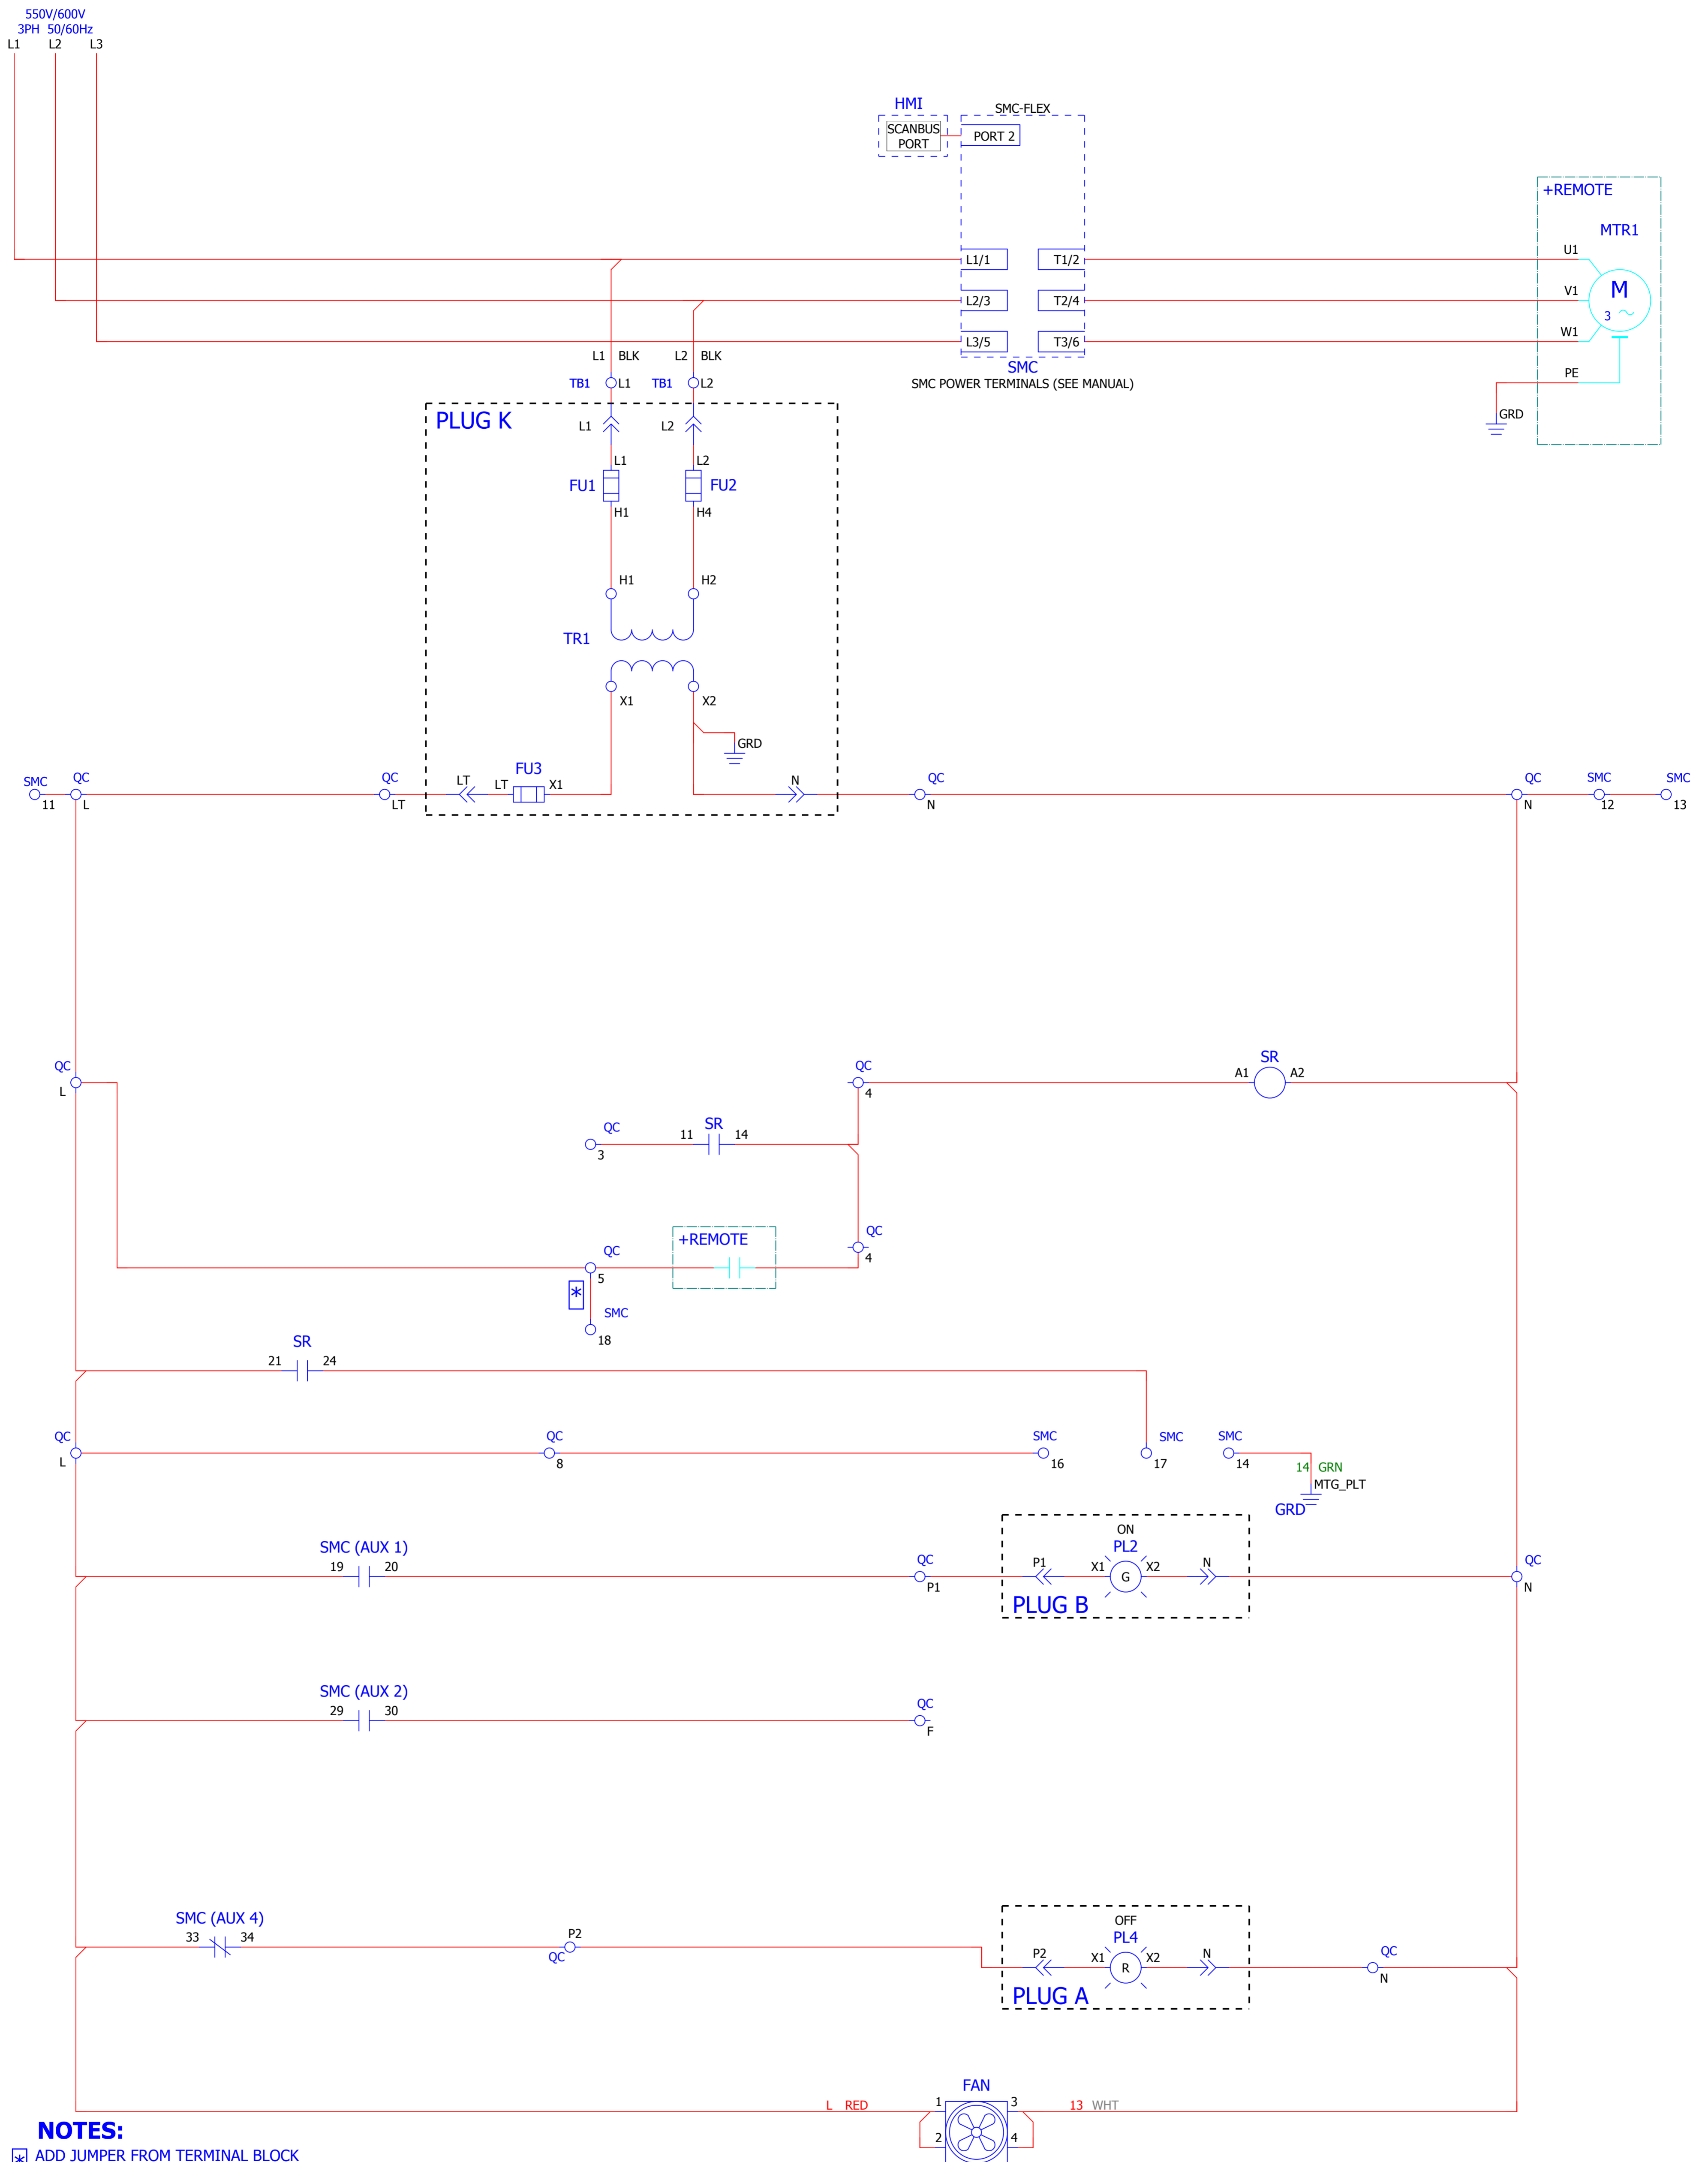 550V/600V
3PH 50/60Hz
L1 L2 L3
HMI
SCANBUS
PORT
SMC-FLEX
PORT 2
+REMOTE
MTR1
L1/1 T1/2 U1
L2/3 T2/4 V1
M
3
L3/5 T3/6 W1
SMC
SMC POWER TERMINALS (SEE MANUAL)
PE
GRD
L1 BLK L2 BLK
TB1 L1 TB1 L2
PLUG K
L1 L2
L1 L2
FU1 FU2
H1 H4
H1 H2
TR1
X1 X2
GRD
SMC QC QC LT LT FU3 X1 N QC QC SMC SMC
11 L LT N N 12 13
QC QC SR
L 4 A1 A2
QC 11 SR 14
3
QC +REMOTE QC
5 4
* SMC
18
SR
21 24
QC QC SMC SMC SMC
L 8 16 17 14
14 GRN
MTG_PLT
GRD
SMC (AUX 1) ON
PL2
19 20 QC P1 X1 G X2 N QC
P1 N
PLUG B
SMC (AUX 2)
29 30 QC
F
SMC (AUX 4)
33 34 P2
QC
OFF
PL4
P2 X1 R X2 N QC
N
PLUG A
FAN
L RED 1 3 13 WHT
2 4
NOTES:
* ADD JUMPER FROM TERMINAL BLOCK